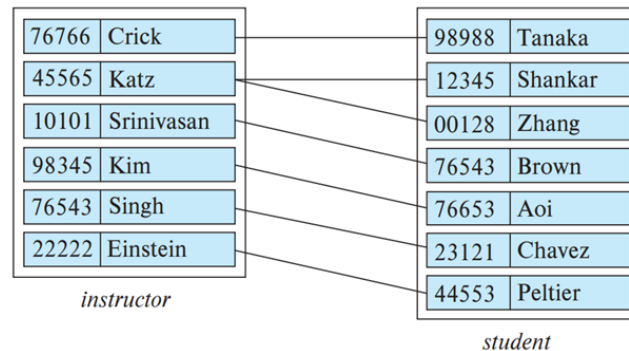 76766 Crick
45565 Katz
10101 Srinivasan
98345 Kim
76543 Singh
22222 Einstein
instructor
98988 Tanaka
12345 Shankar
00128 Zhang
76543 Brown
76653 Aoi
23121 Chavez
44553 Peltier
student